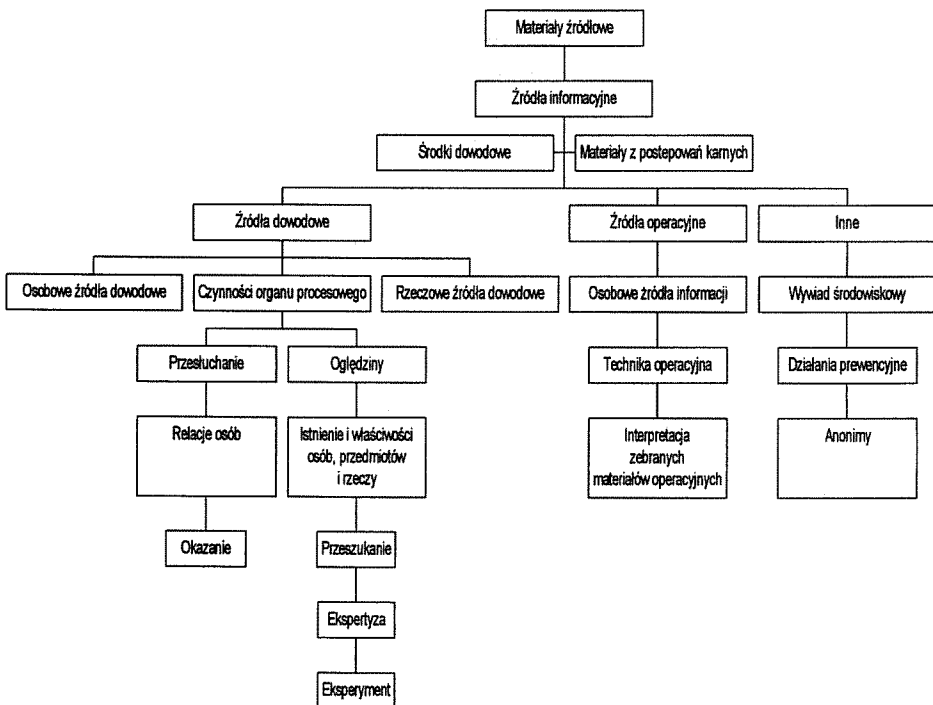 Materiały źródłowe
Źródła informacyjne
Środki dowodowe
Materiały z postepowań karnych
Źródła dowodowe
Źródła operacyjne
Inne
Osobowe źródła dowodowe
Czynności organu procesowego
Rzeczowe źródła dowodowe
Osobowe źródła informacji
Wywiad środowiskowy
Przesłuchanie
Oględziny
Technika operacyjna
Działania prewencyjne
Relacje osób
Istnienie i właściwości
osób, przedmiotów
i rzeczy
Interpretacja
zebranych
materiałów operacyjnych
Anonimy
Okazanie
Przeszukanie
Ekspertyza
Eksperyment